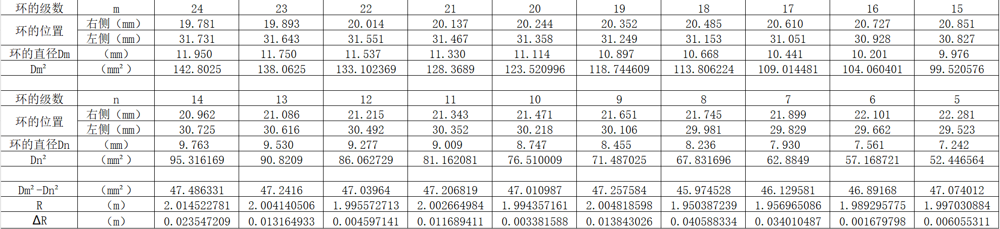 环的级数 m 24 23 22 21 20 19 18 17 16 15
环的位置 右侧（mm） 19.781 19.893 20.014 20.137 20.244 20.352 20.485 20.610 20.727 20.851
左侧（mm） 31.731 31.643 31.551 31.467 31.358 31.249 31.153 31.051 30.928 30.827
环的直径Dm （mm） 11.950 11.750 11.537 11.330 11.114 10.897 10.668 10.441 10.201 9.976
Dm² （mm²） 142.8025 138.0625 133.102369 128.3689 123.520996 118.744609 113.806224 109.014481 104.060401 99.520576
环的级数 n 14 13 12 11 10 9 8 7 6 5
环的位置 右侧（mm） 20.962 21.086 21.215 21.343 21.471 21.651 21.745 21.899 22.101 22.281
左侧（mm） 30.725 30.616 30.492 30.352 30.218 30.106 29.981 29.829 29.662 29.523
环的直径Dn （mm） 9.763 9.530 9.277 9.009 8.747 8.455 8.236 7.930 7.561 7.242
Dn² （mm²） 95.316169 90.8209 86.062729 81.162081 76.510009 71.487025 67.831696 62.8849 57.168721 52.446564
Dm²-Dn² （mm²） 47.486331 47.2416 47.03964 47.206819 47.010987 47.257584 45.974528 46.129581 46.89168 47.074012
R （m） 2.014522781 2.004140506 1.995572713 2.002664984 1.994357161 2.004818598 1.950387239 1.956965086 1.989295775 1.997030884
ΔR （m） 0.023547209 0.013164933 0.004597141 0.011689411 0.003381588 0.013843026 0.040588334 0.034010487 0.001679798 0.006055311